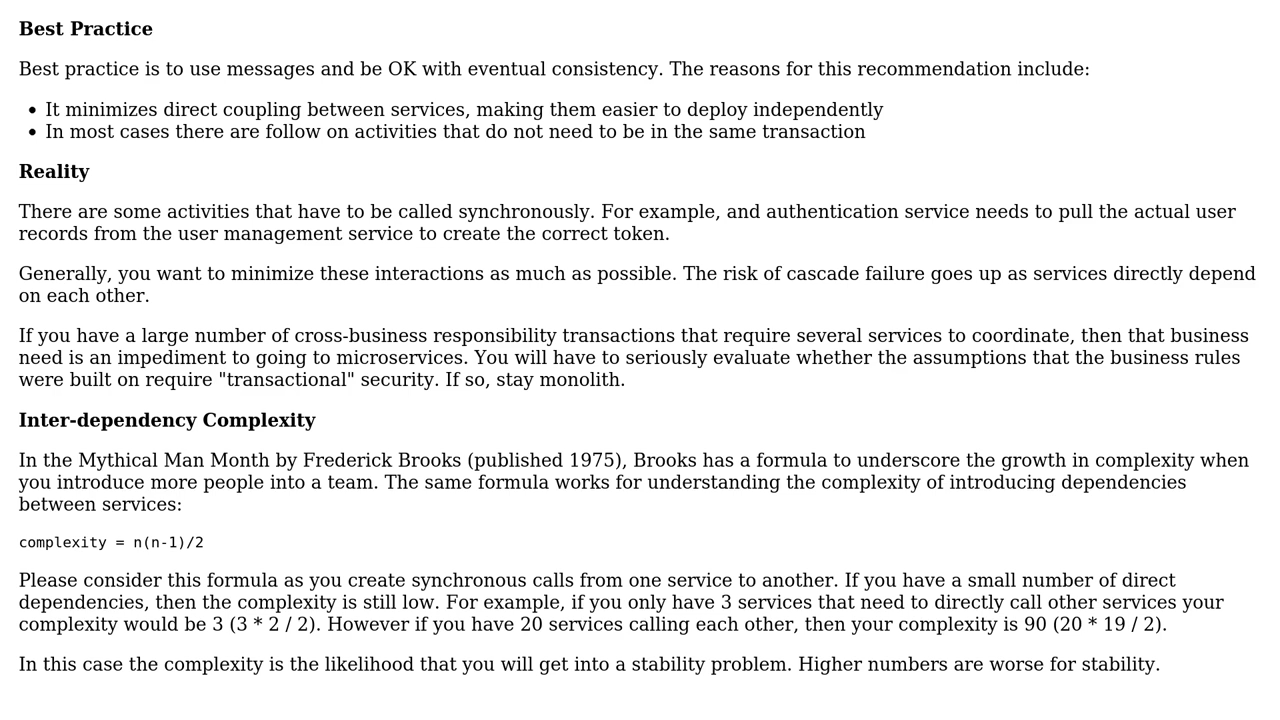 Best Practice
Best practice is to use messages and be OK with eventual consistency. The reasons for this recommendation include:
• It minimizes direct coupling between services, making them easier to deploy independently
• In most cases there are follow on activities that do not need to be in the same transaction
Reality
There are some activities that have to be called synchronously. For example, and authentication service needs to pull the actual user
records from the user management service to create the correct token.
Generally, you want to minimize these interactions as much as possible. The risk of cascade failure goes up as services directly depend
on each other.
If you have a large number of cross-business responsibility transactions that require several services to coordinate, then that business
need is an impediment to going to microservices. You will have to seriously evaluate whether the assumptions that the business rules
were built on require "transactional" security. If so, stay monolith.
Inter-dependency Complexity
In the Mythical Man Month by Frederick Brooks (published 1975), Brooks has a formula to underscore the growth in complexity when
you introduce more people into a team. The same formula works for understanding the complexity of introducing dependencies
between services:
complexity = n(n-1)/2
Please consider this formula as you create synchronous calls from one service to another. If you have a small number of direct
dependencies, then the complexity is still low. For example, if you only have 3 services that need to directly call other services your
complexity would be 3 (3 * 2 / 2). However if you have 20 services calling each other, then your complexity is 90 (20 * 19 / 2).
In this case the complexity is the likelihood that you will get into a stability problem. Higher numbers are worse for stability.